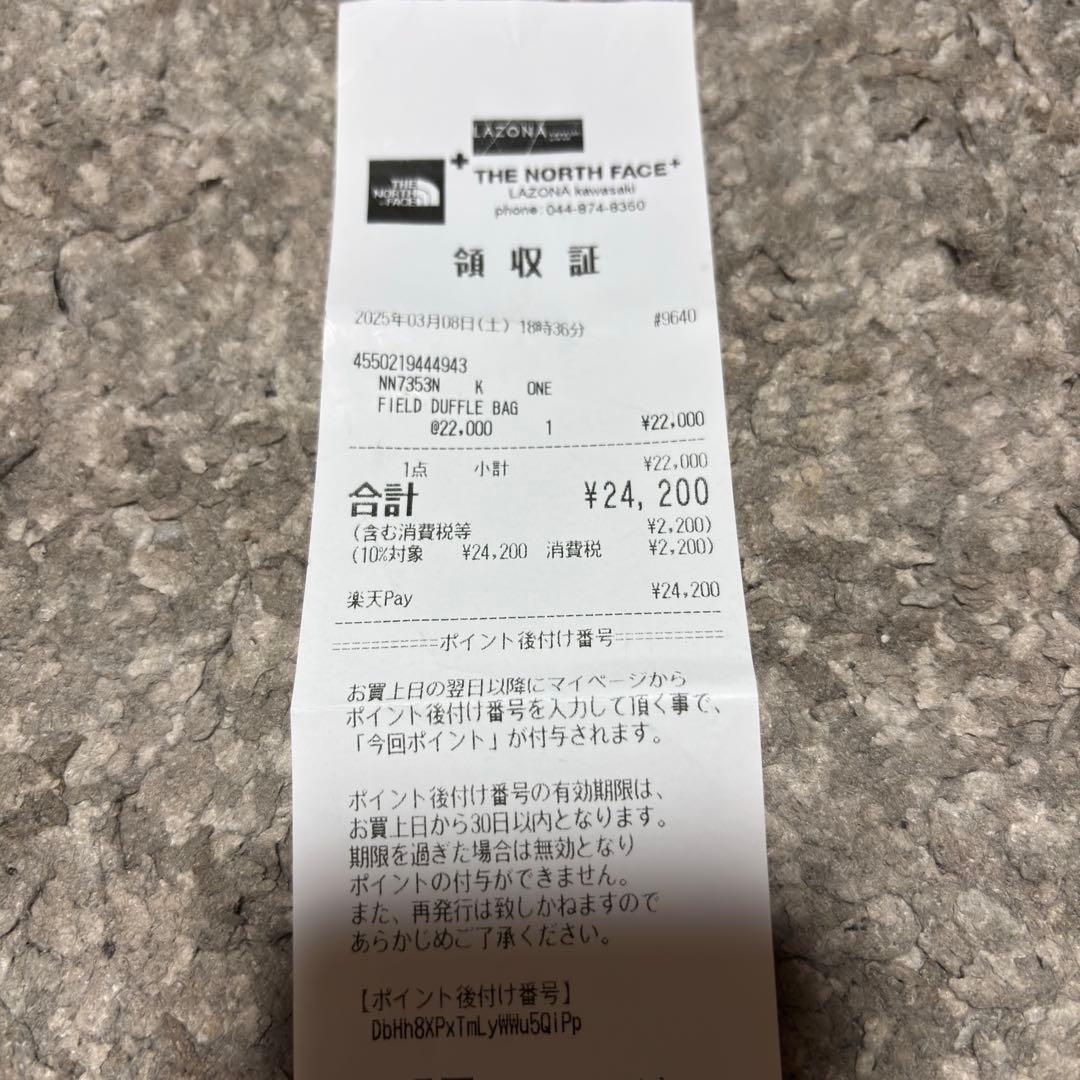 LAZONA
THE NORTH FACE
THE NORTH FACE+
LAZONA kawasaki
phone:044-874-8350
領収証
2025年03月08日(土) 18時36分 #9640
4550219444943
NN7353N K ONE
FIELD DUFFLE BAG
@22,000 1 ¥22,000
1点 小計 ¥22,000
合計 ¥24,200
(含む消費税等 ¥2,200)
(10%対象 ¥24,200 消費税 ¥2,200)
楽天Pay ¥24,200
===========ポイント後付け番号===========
お買上日の翌日以降にマイページから
ポイント後付け番号を入力して頂く事で、
「今回ポイント」が付与されます。
ポイント後付け番号の有効期限は、
お買上日から30日以内となります。
期限を過ぎた場合は無効となり
ポイントの付与ができません。
また、再発行は致しかねますので
あらかじめご了承ください。
【ポイント後付け番号】
DbHh8XPxTmLyWWu5QiPp